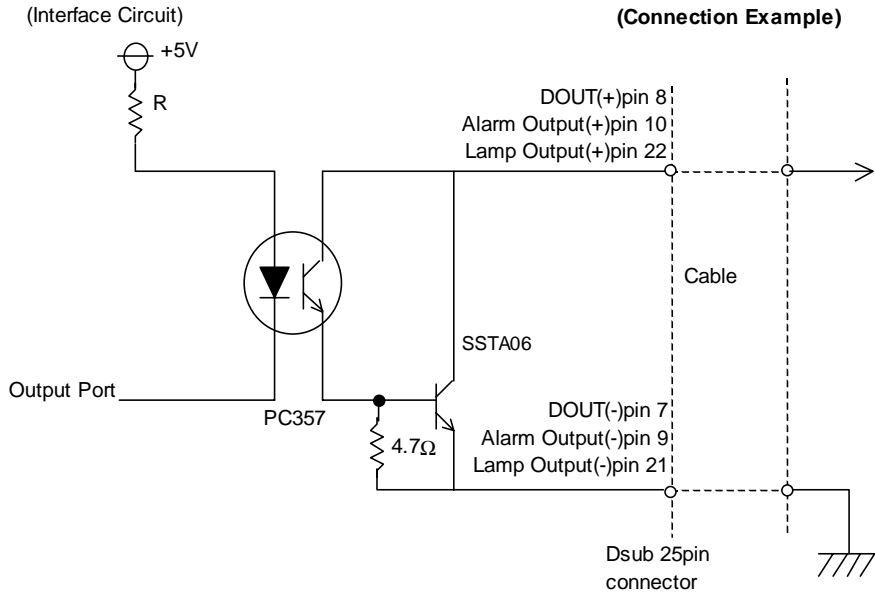 (Interface Circuit)
(Connection Example)
+5V
R
DOUT(+)pin 8
Alarm Output(+)pin 10
Lamp Output(+)pin 22
Cable
SSTA06
Output Port
PC357
4.7Ω
DOUT(-)pin 7
Alarm Output(-)pin 9
Lamp Output(-)pin 21
Dsub 25pin
connector